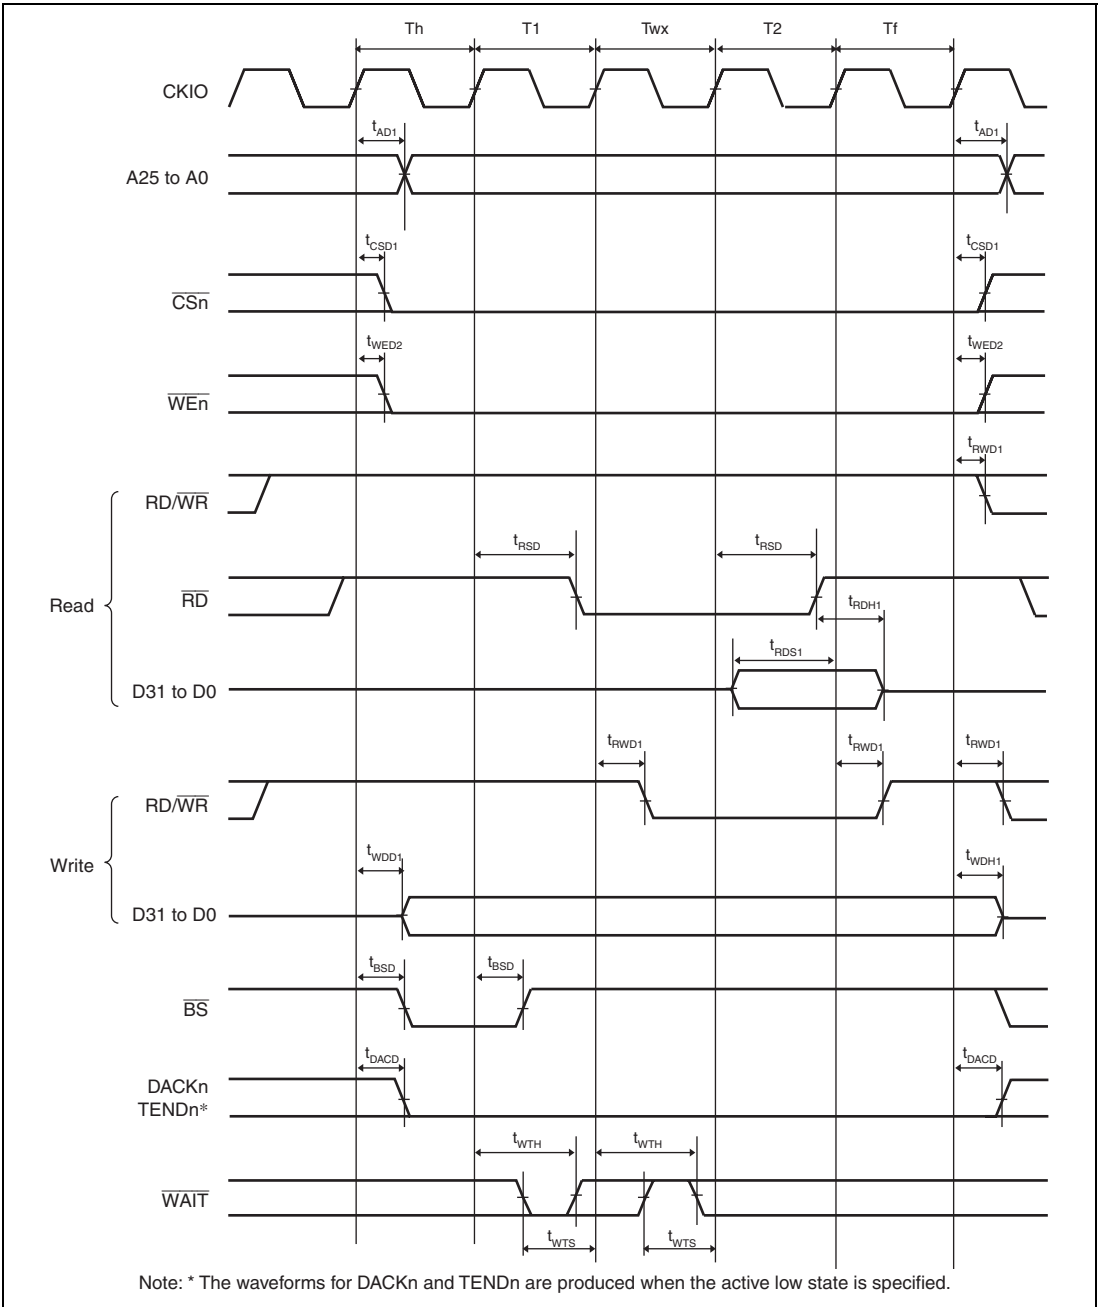 Th T1 Twx T2 Tf
CKIO
tAD1 tAD1
A25 to A0
tCSD1 tCSD1
CSn
tWED2 tWED2
WEn
tRWD1
RD/WR
tRSD tRSD
Read
RD
tRDH1
tRDS1
D31 to D0
tRWD1 tRWD1 tRWD1
RD/WR
Write
tWDD1 tWDH1
D31 to D0
tBSD tBSD
BS
tDACD tDACD
DACKn
TENDn*
tWTH tWTH
WAIT
tWTS tWTS
Note: * The waveforms for DACKn and TENDn are produced when the active low state is specified.